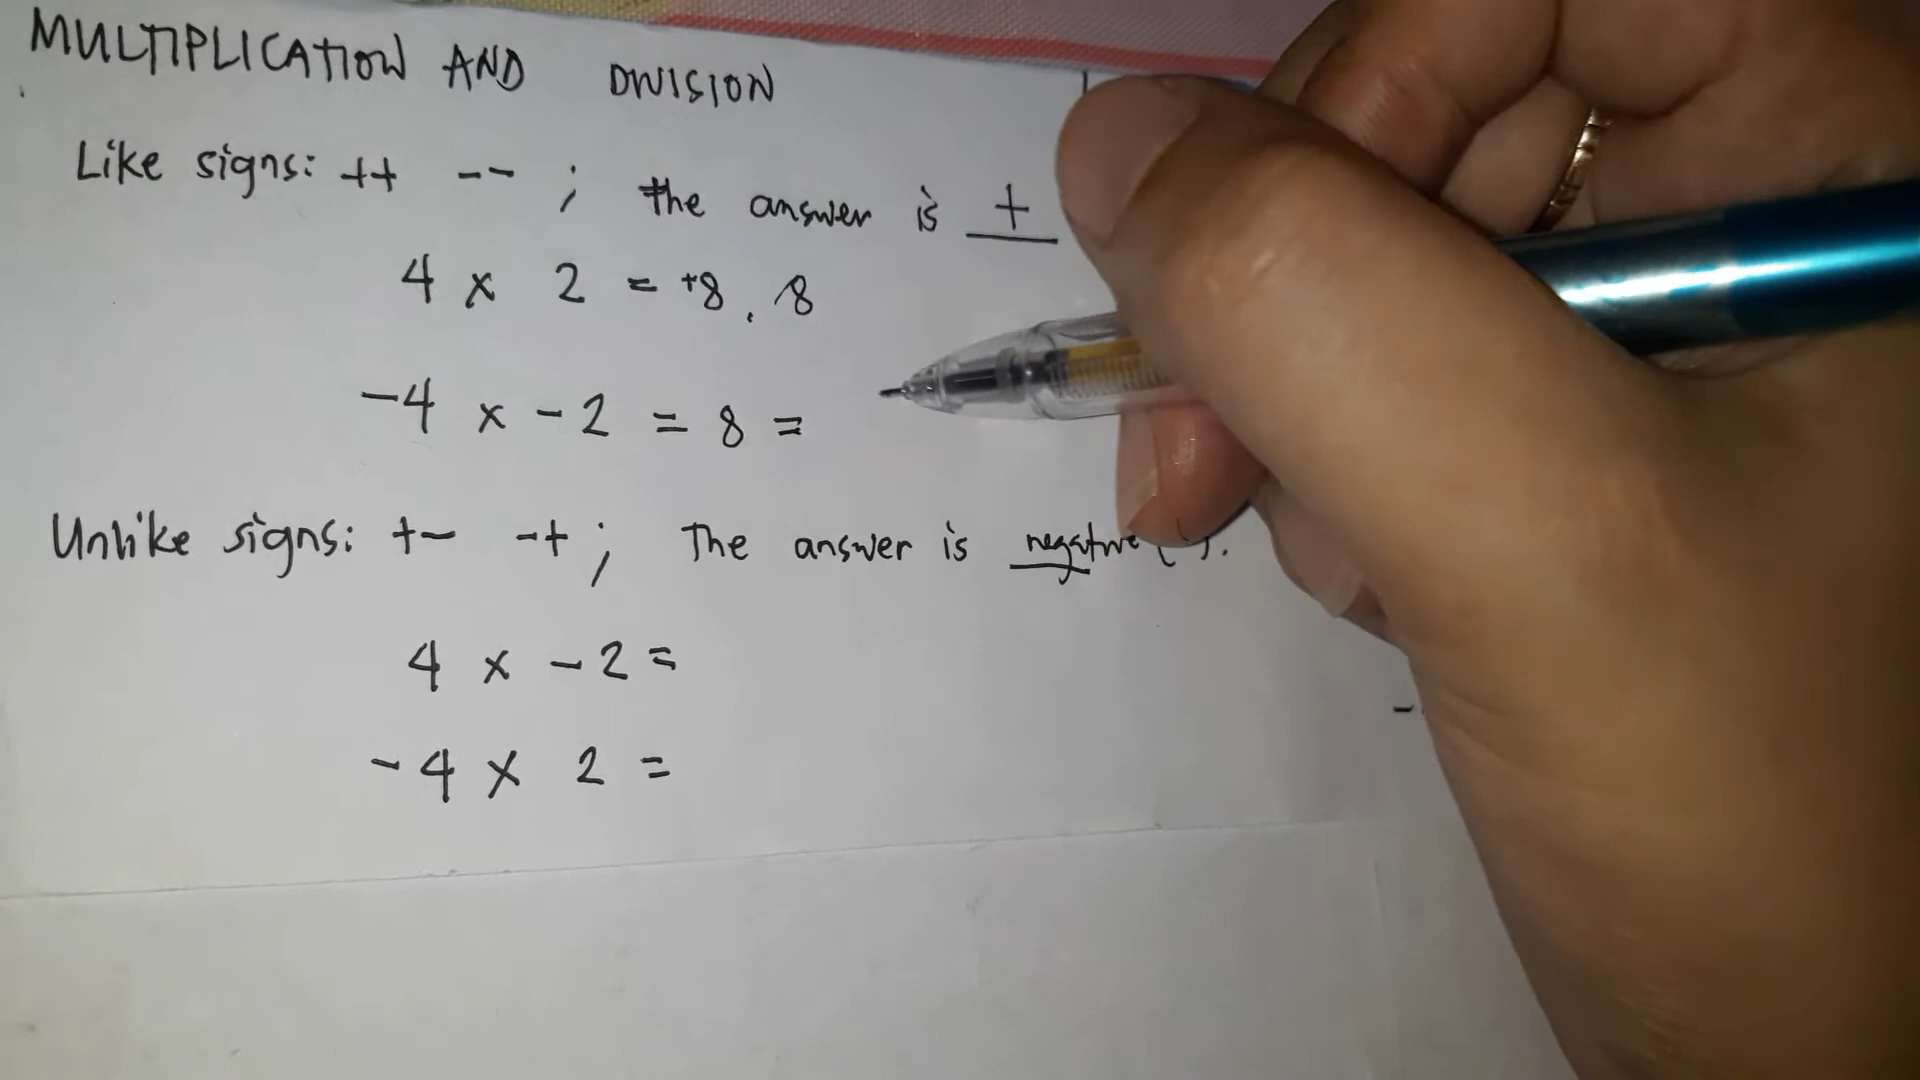 MULTIPLICATION AND DIVISION
Like signs: ++ -- ; the answer is +
4 x 2 = +8, 8
-4 x -2 = 8 =
Unlike signs: +- -+ ; The answer is negative ( ).
4 x -2 =
-4 x 2 =